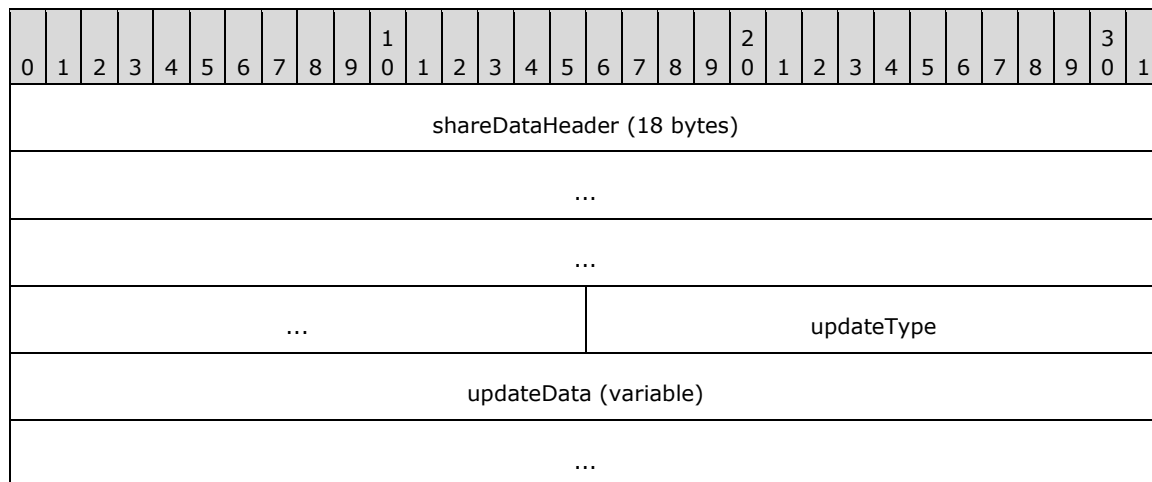 1 2 3
0 1 2 3 4 5 6 7 8 9 0 1 2 3 4 5 6 7 8 9 0 1 2 3 4 5 6 7 8 9 0 1
shareDataHeader (18 bytes)
...
...
... updateType
updateData (variable)
...